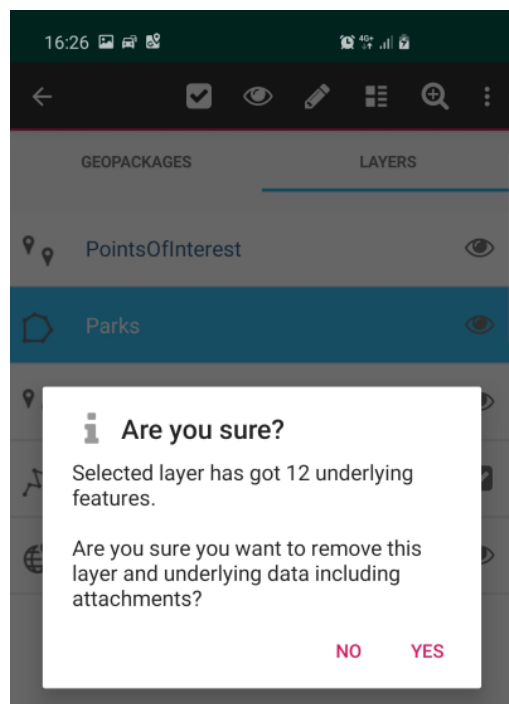 16:26
4G+
GEOPACKAGES LAYERS
PointsOfInterest
Parks
Are you sure?
Selected layer has got 12 underlying
features.
Are you sure you want to remove this
layer and underlying data including
attachments?
NO YES